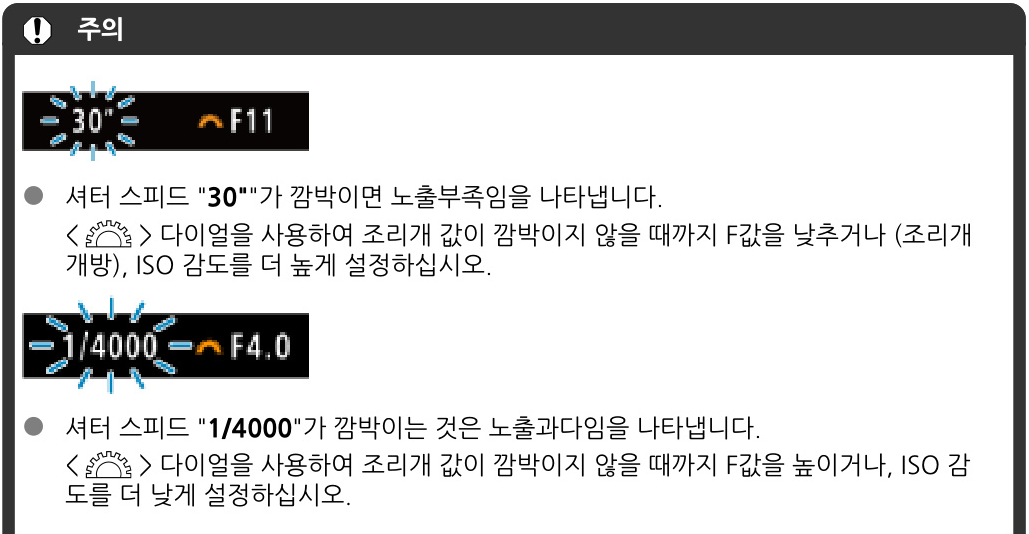 주의
30" F11
셔터 스피드 "30""가 깜박이면 노출부족임을 나타냅니다.
< > 다이얼을 사용하여 조리개 값이 깜박이지 않을 때까지 F값을 낮추거나 (조리개
개방), ISO 감도를 더 높게 설정하십시오.
1/4000 F4.0
셔터 스피드 "1/4000"가 깜박이는 것은 노출과다임을 나타냅니다.
< > 다이얼을 사용하여 조리개 값이 깜박이지 않을 때까지 F값을 높이거나, ISO 감
도를 더 낮게 설정하십시오.